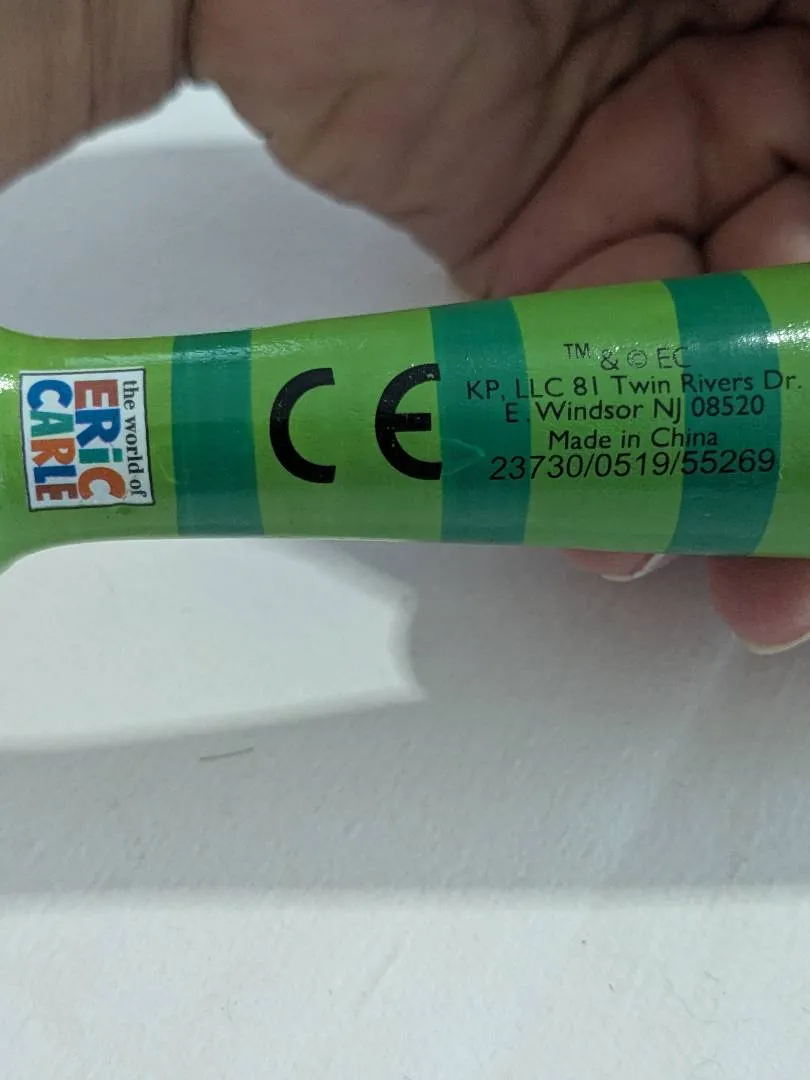 the world of
ERiC
CARLE
CE
™ & © EC
KP, LLC 81 Twin Rivers Dr.
E. Windsor NJ 08520
Made in China
23730/0519/55269